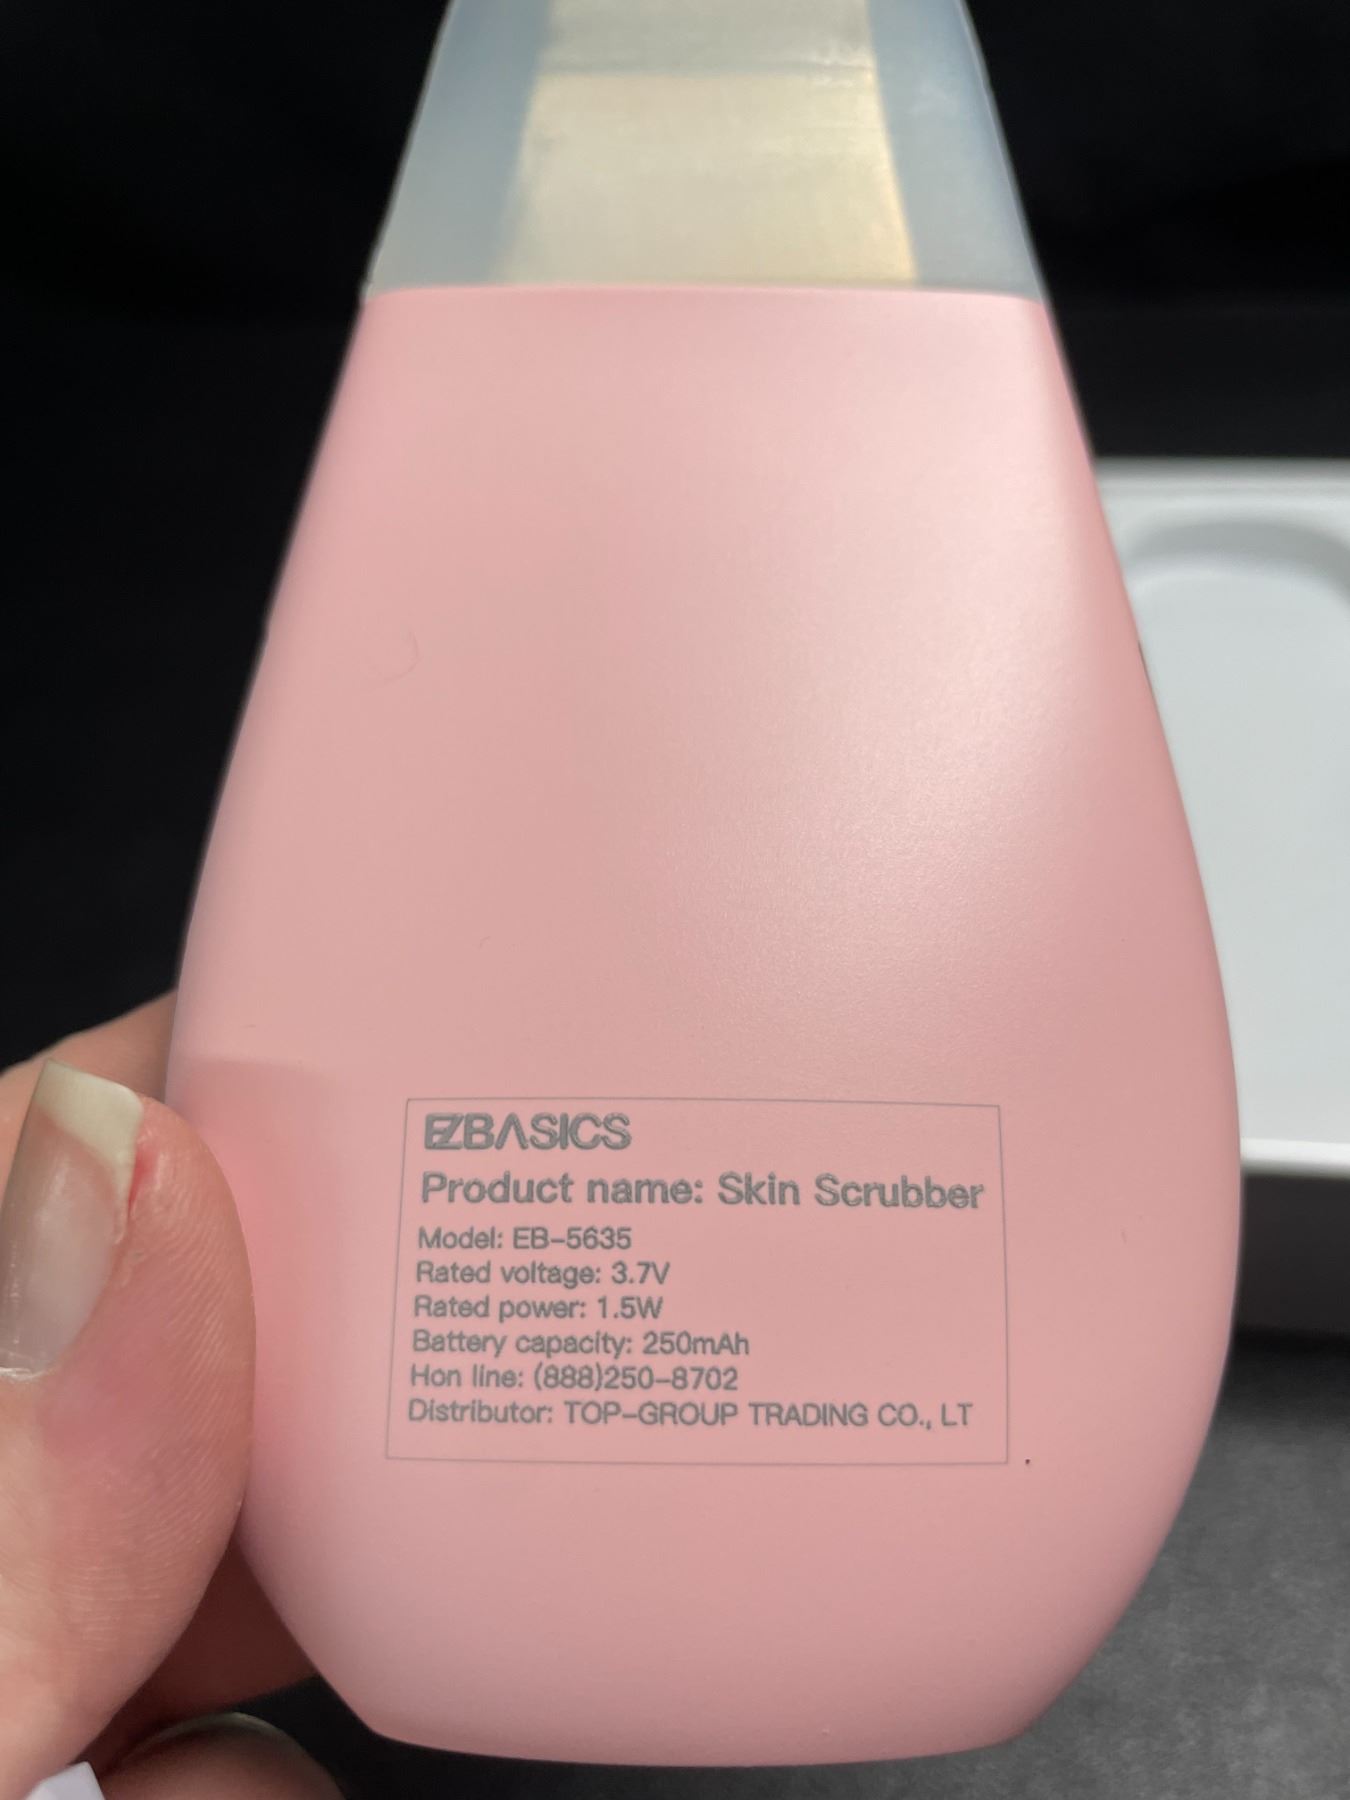 EZBASICS
Product name: Skin Scrubber
Model: EB-5635
Rated voltage: 3.7V
Rated power: 1.5W
Battery capacity: 250mAh
Hon line: (888)250-8702
Distributor: TOP-GROUP TRADING CO., LT